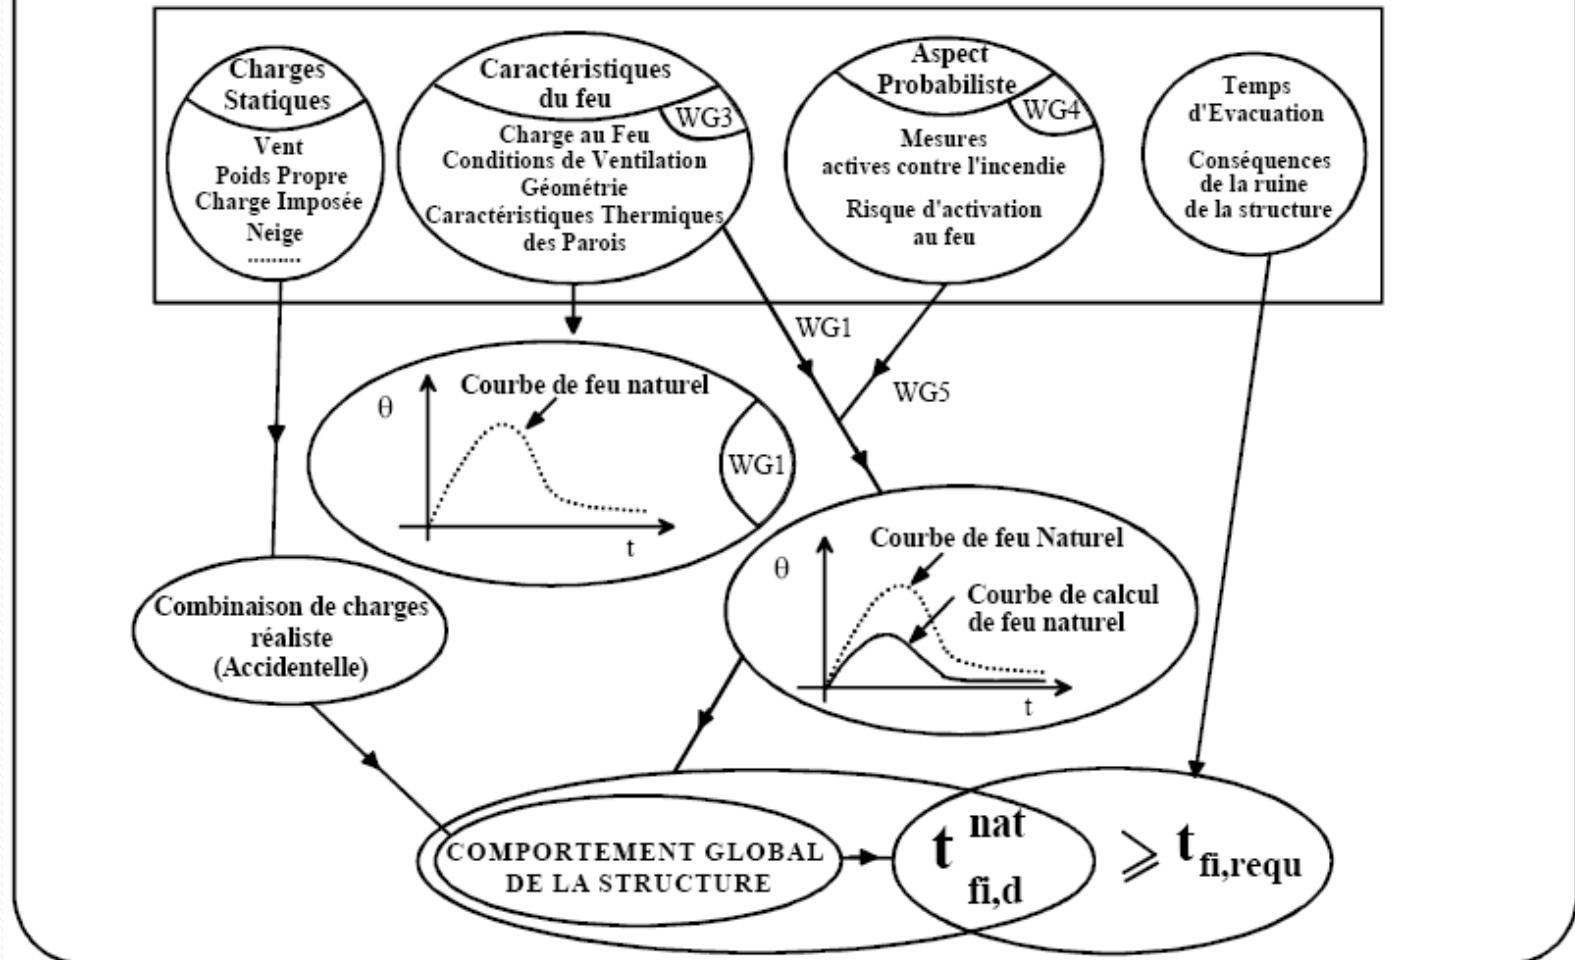 Charges
Statiques
Vent
Poids Propre
Charge Imposée
Neige
.........
Caractéristiques
du feu
WG3
Charge au Feu
Conditions de Ventilation
Géométrie
Caractéristiques Thermiques
des Parois
Aspect
Probabiliste
WG4
Mesures
actives contre l'incendie
Risque d'activation
au feu
Temps
d'Evacuation
Conséquences
de la ruine
de la structure
WG1
WG5
Courbe de feu naturel
θ
WG1
t
Courbe de feu Naturel
θ
Courbe de calcul
de feu naturel
t
Combinaison de charges
réaliste
(Accidentelle)
COMPORTEMENT GLOBAL
DE LA STRUCTURE
t nat fi,d ⩾ t fi,requ